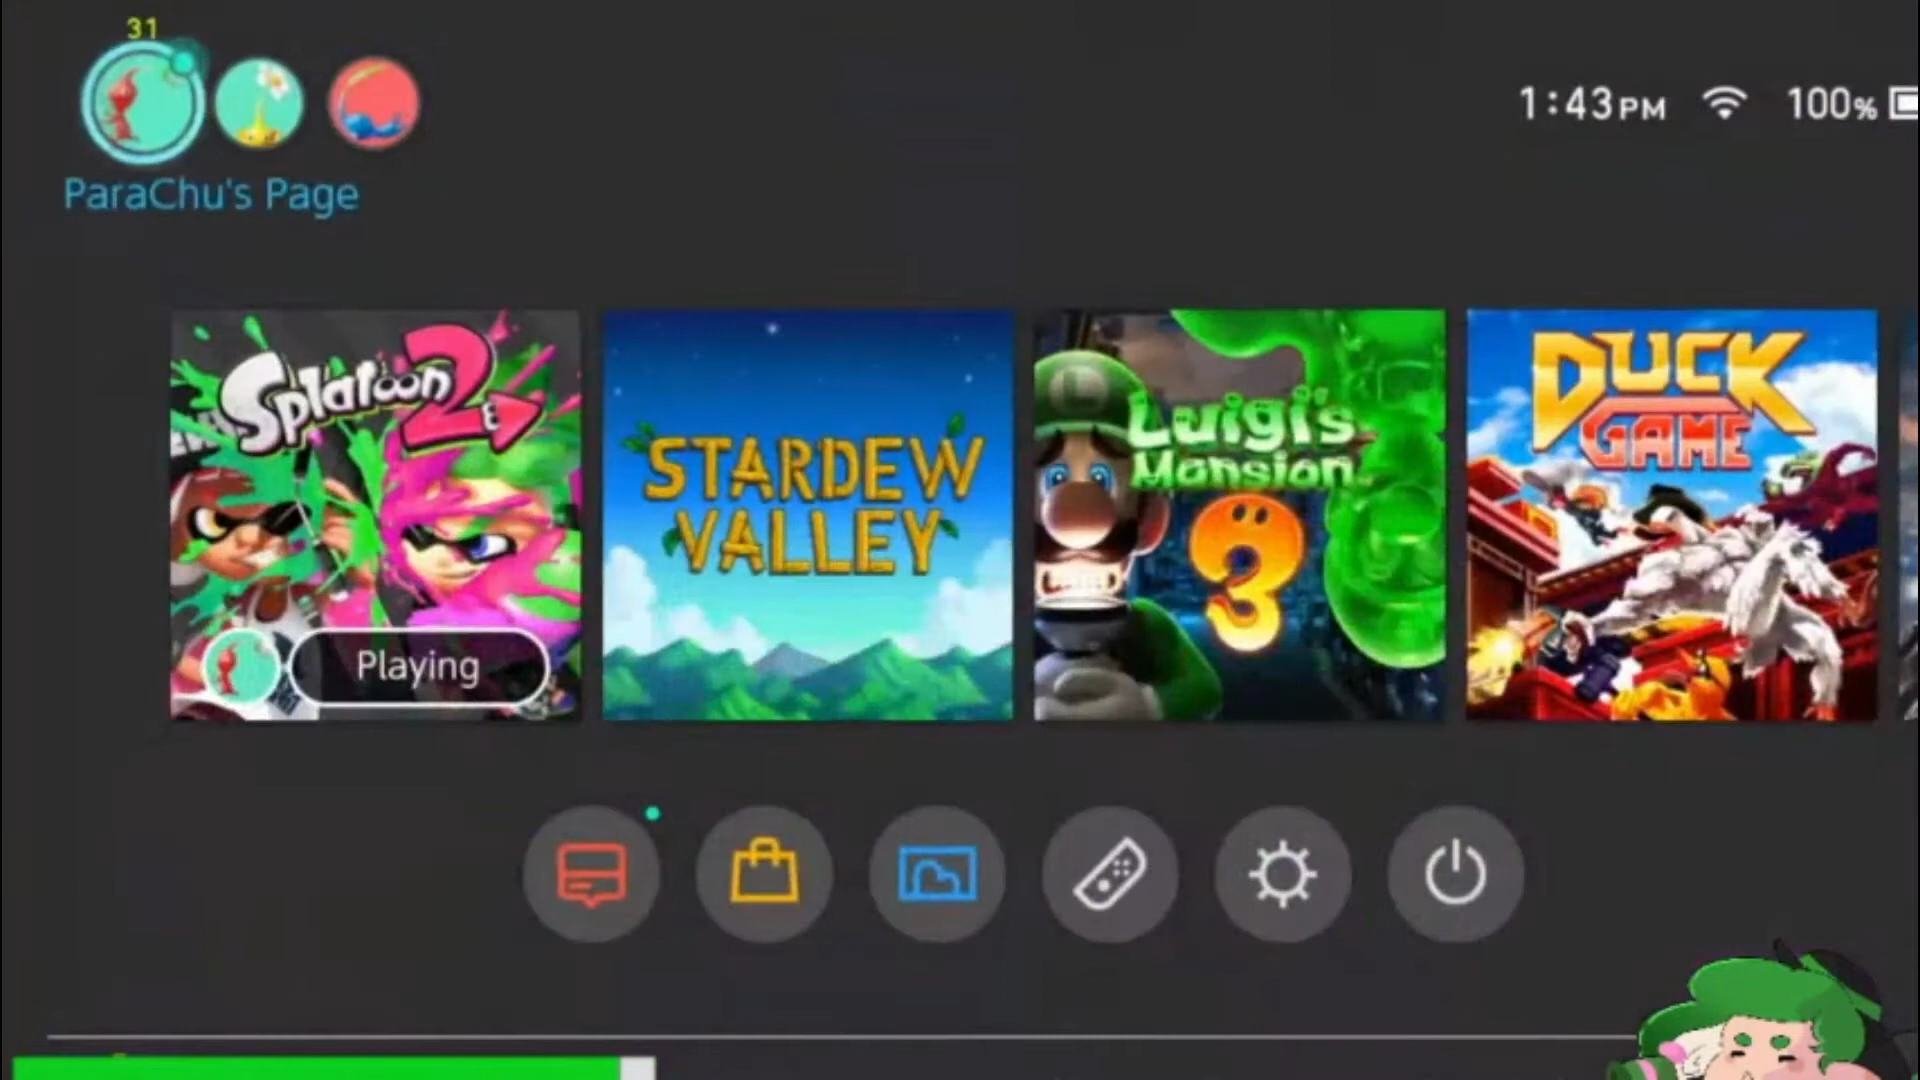 31
ParaChu's Page
1:43PM
100%
Splatoon 2
Playing
STARDEW
VALLEY
Luigi's
Mansion
3
DUCK
GAME